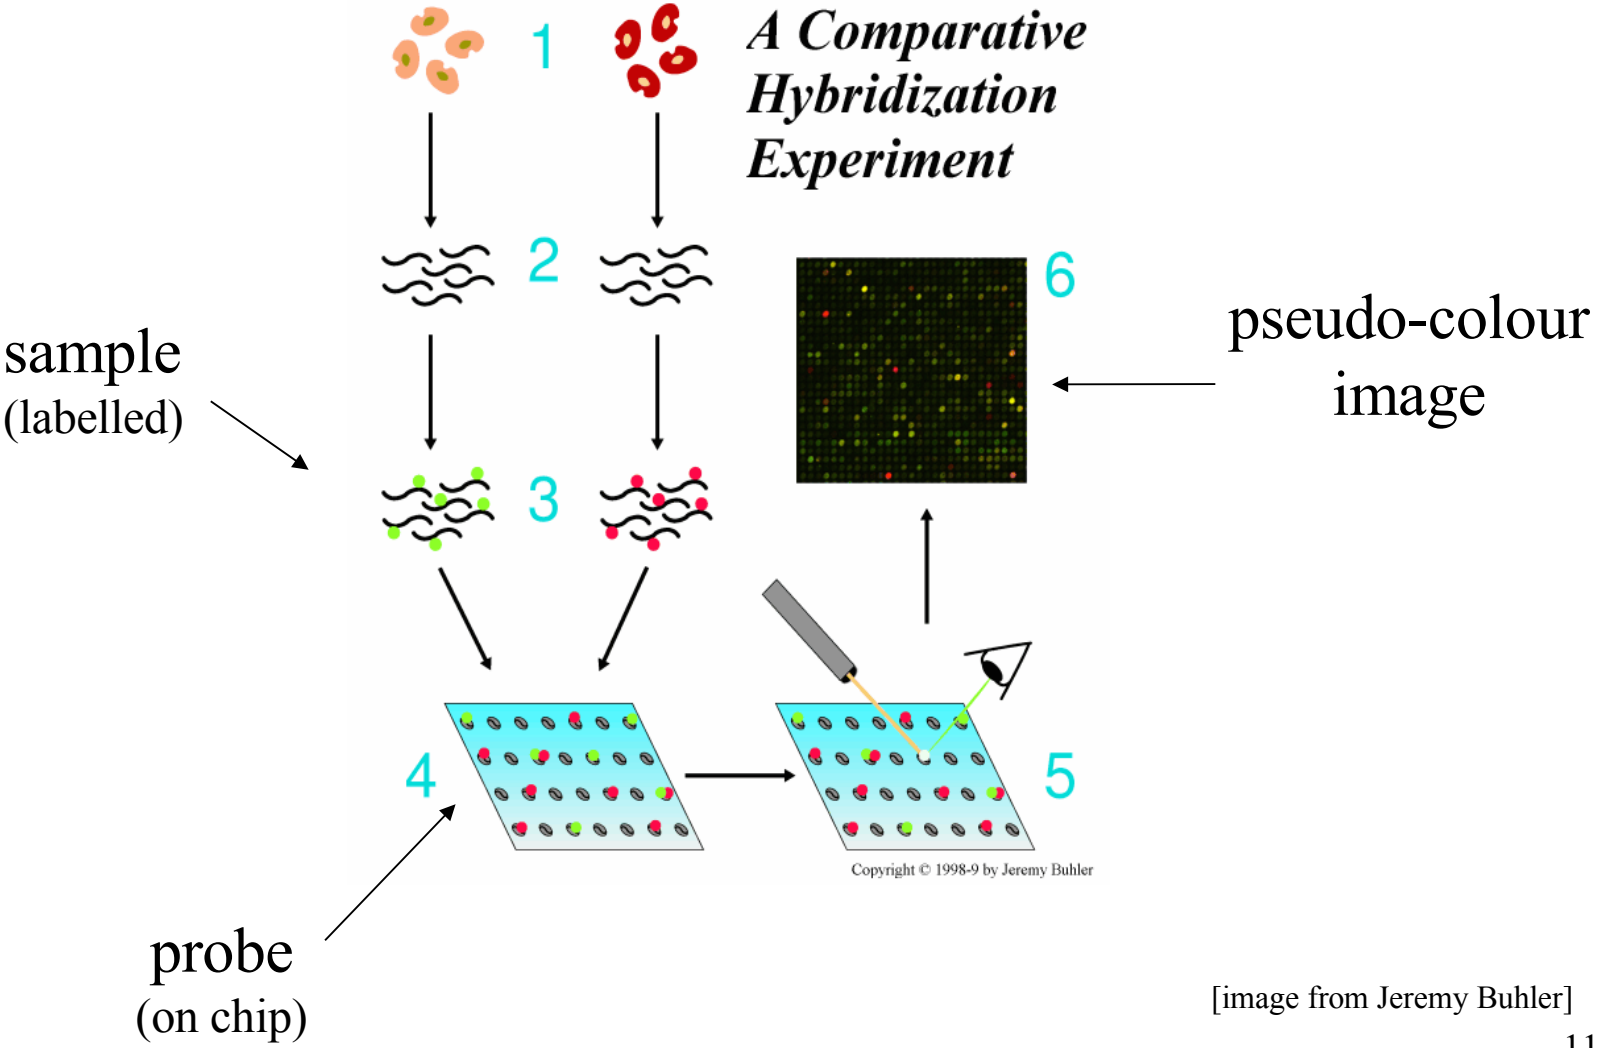 A Comparative
Hybridization
Experiment
1
2
3
4
5
6
sample
(labelled)
pseudo-colour
image
probe
(on chip)
Copyright © 1998-9 by Jeremy Buhler
[image from Jeremy Buhler]
11